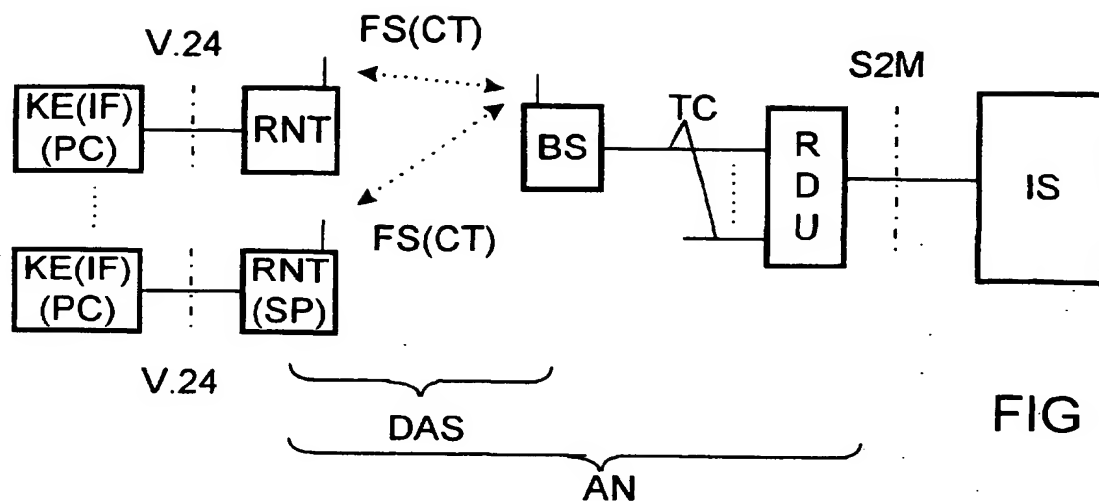 V.24
FS(CT)
S2M
KE(IF)
(PC)
RNT
BS
TC
R
D
U
IS
FS(CT)
KE(IF)
(PC)
RNT
(SP)
V.24
DAS
FIG
AN